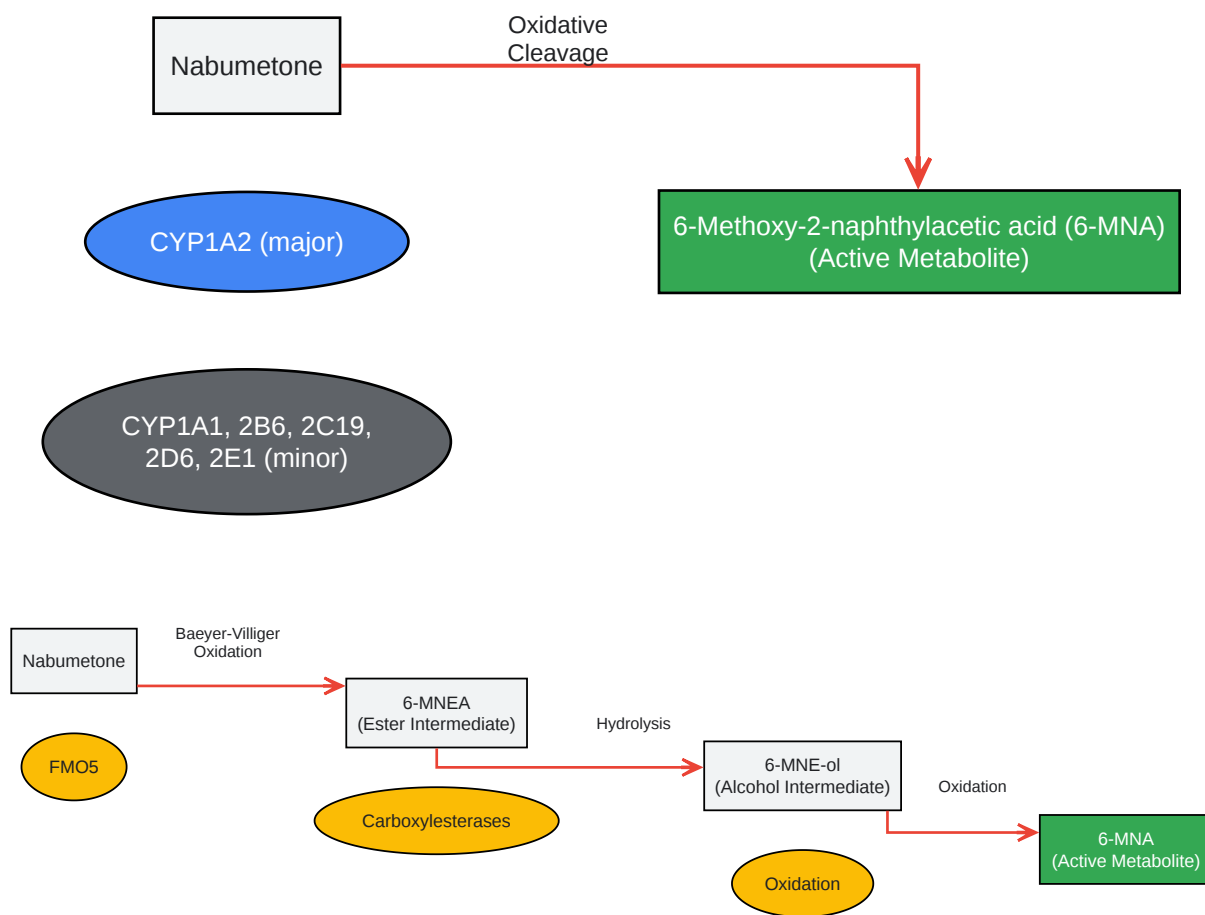 Oxidative
Cleavage
Nabumetone
CYP1A2 (major)
6-Methoxy-2-naphthylacetic acid (6-MNA)
(Active Metabolite)
CYP1A1, 2B6, 2C19,
2D6, 2E1 (minor)
Baeyer-Villiger
Oxidation
Nabumetone
6-MNEA
(Ester Intermediate)
Hydrolysis
FMO5
6-MNE-ol
(Alcohol Intermediate)
Oxidation
Carboxylesterases
6-MNA
(Active Metabolite)
Oxidation